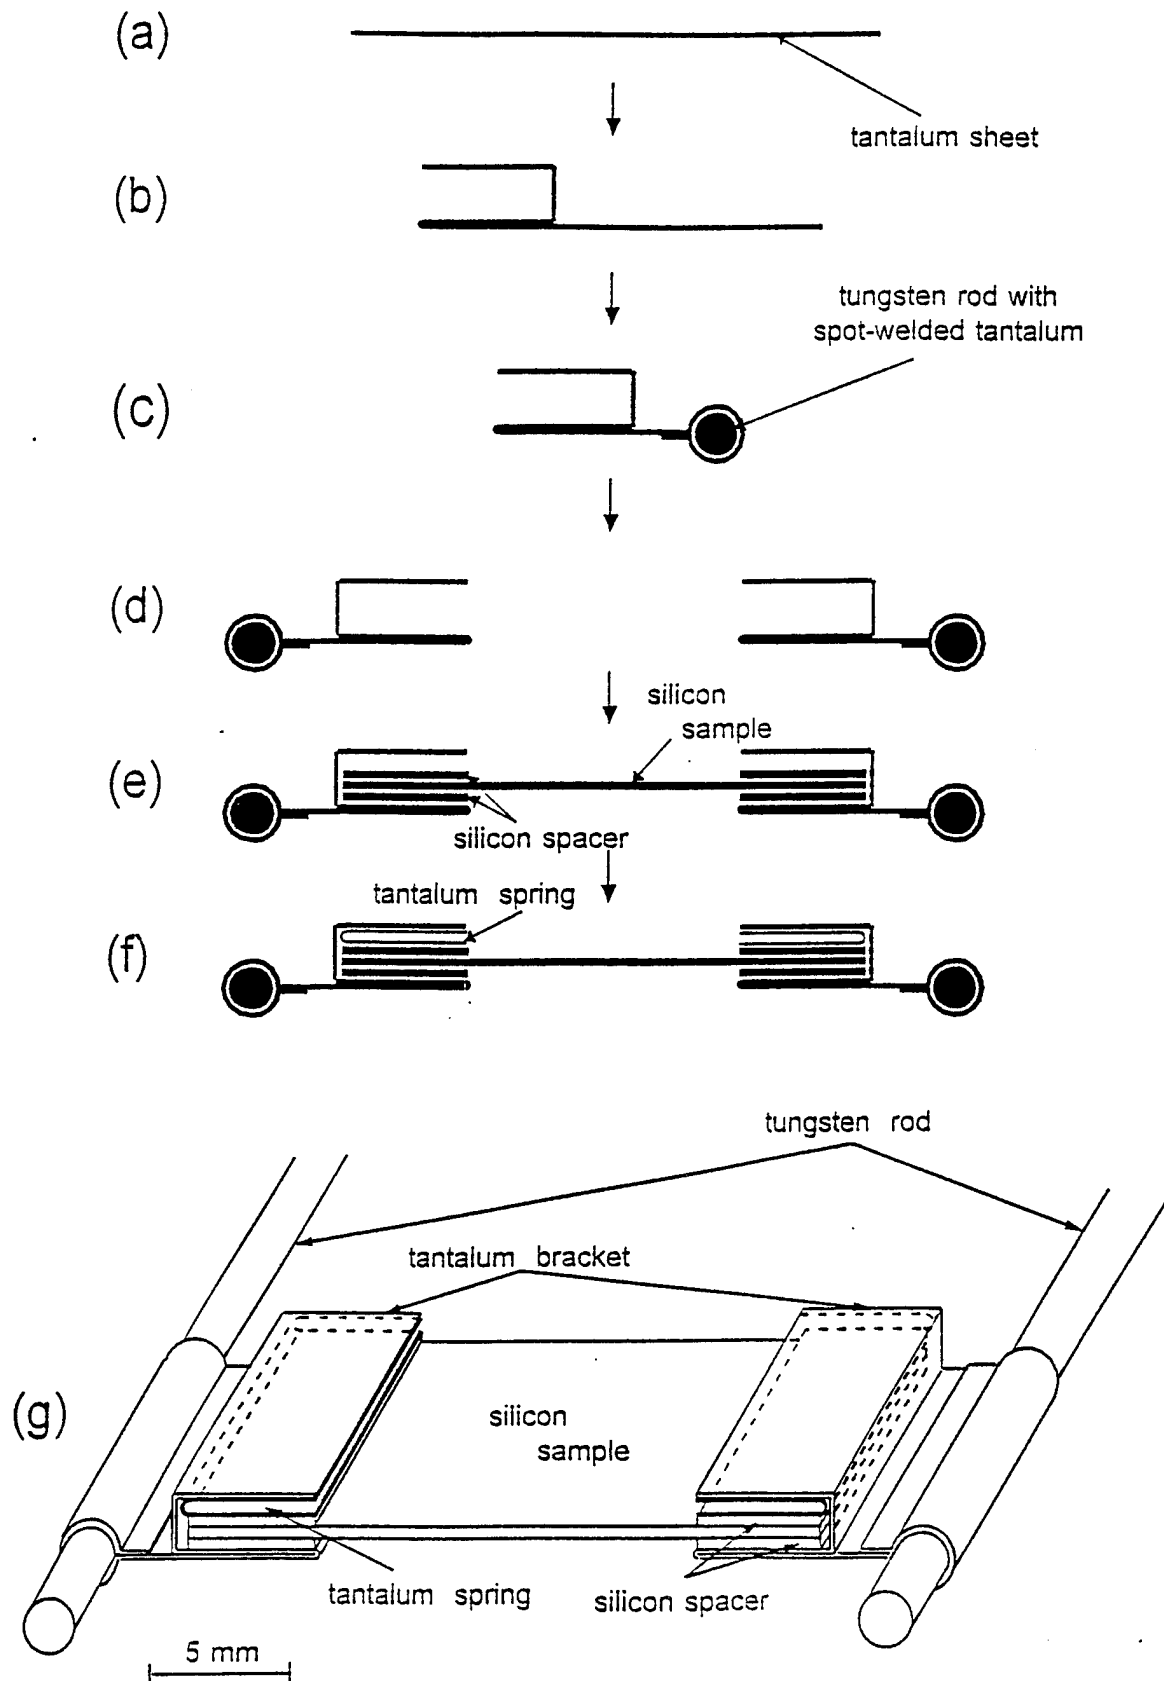 (a)
tantalum sheet
(b)
tungsten rod with
spot-welded tantalum
(c)
(d)
silicon
sample
(e)
silicon spacer
tantalum spring
(f)
tungsten rod
tantalum bracket
(g)
silicon
sample
tantalum spring
silicon spacer
5 mm